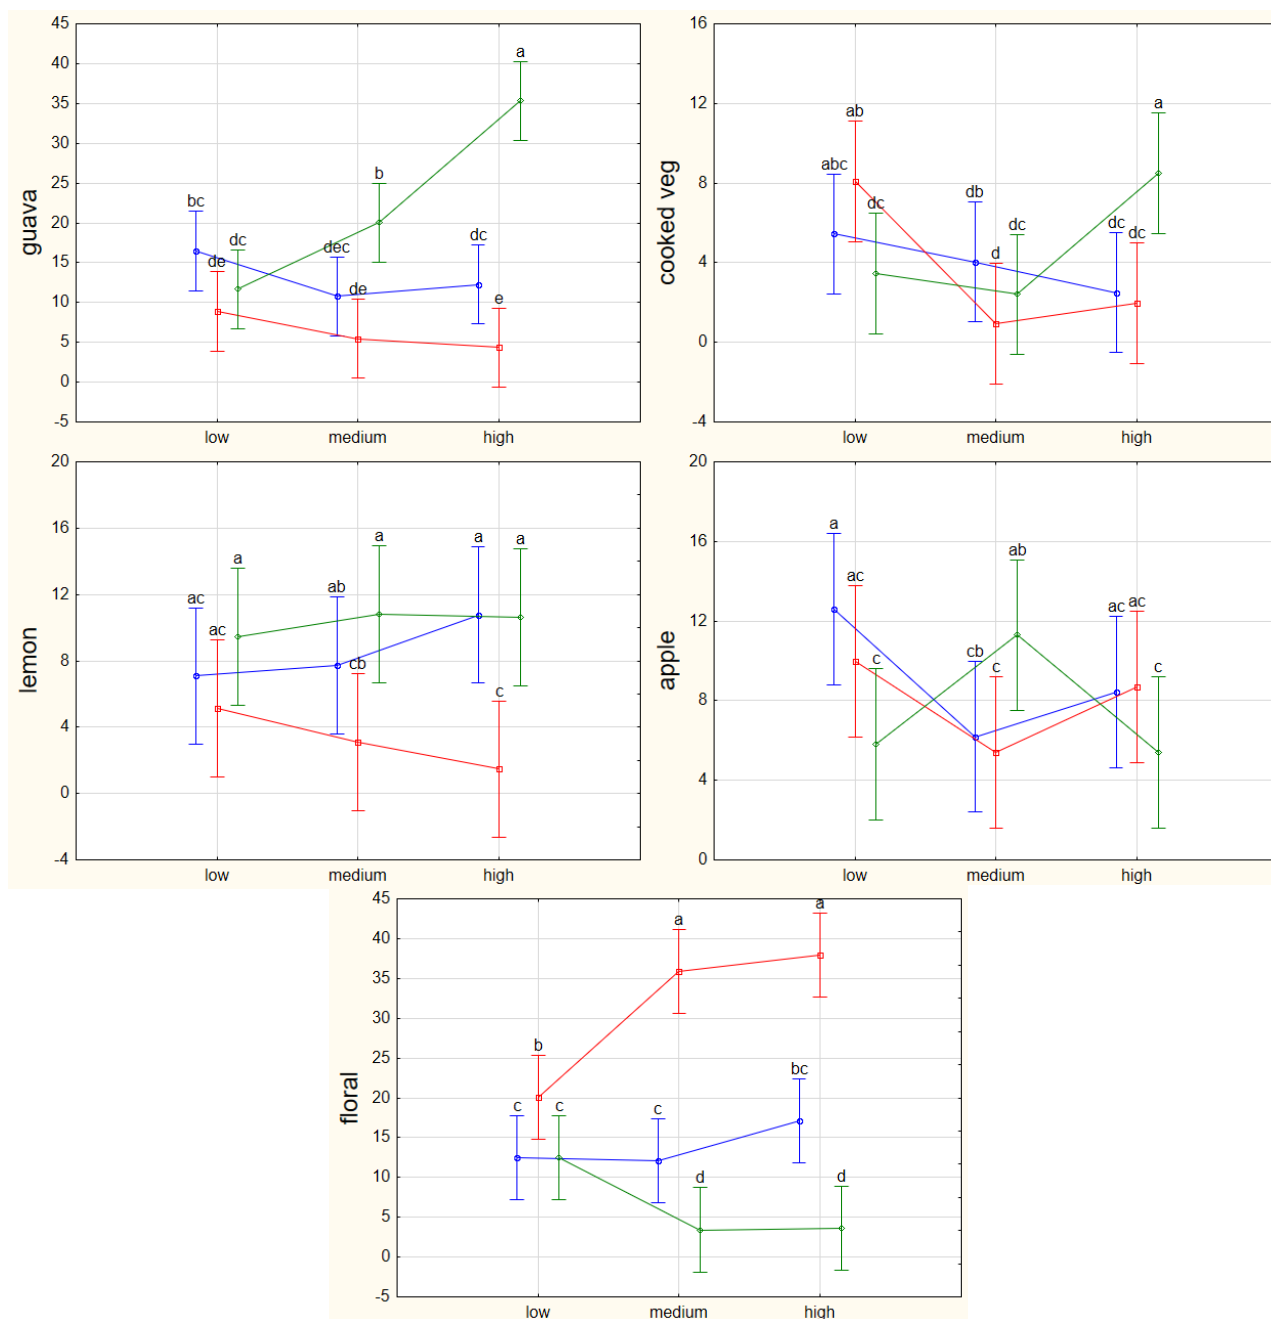 guava
45
40
35
30
25
20
15
10
5
0
-5
bc
de
dc
dec
de
b
dc
e
a
low medium high
cooked veg
16
12
8
4
0
-4
abc
ab
dc
db
d
dc
dc
dc
a
low medium high
lemon
20
16
12
8
4
0
-4
ac
ac
a
ab
cb
a
a
c
a
low medium high
apple
20
16
12
8
4
0
a
ac
c
cb
c
ab
ac
ac
c
low medium high
floral
45
40
35
30
25
20
15
10
5
0
-5
c
b
c
c
a
d
bc
a
d
low medium high